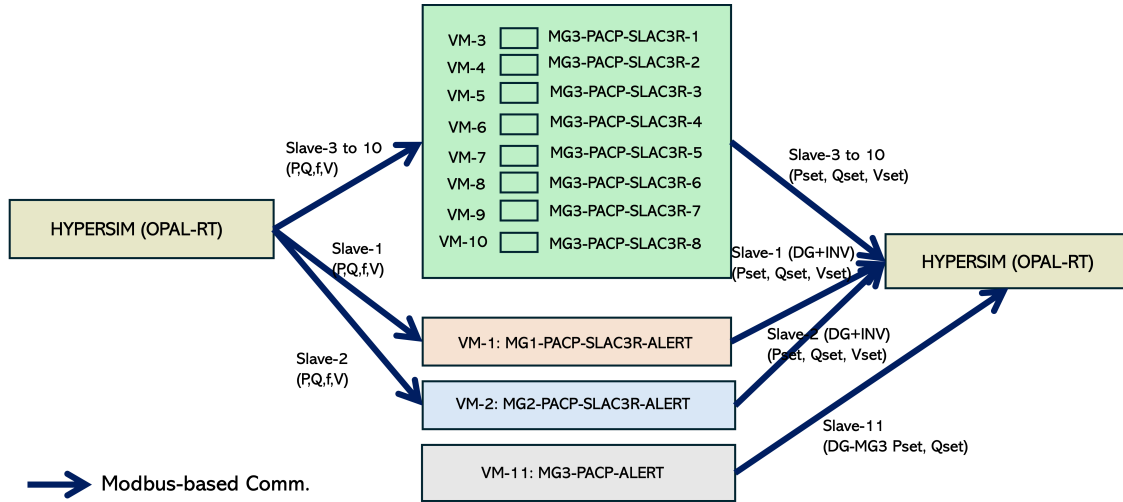 VM-3 MG3-PACP-SLAC3R-1
VM-4 MG3-PACP-SLAC3R-2
VM-5 MG3-PACP-SLAC3R-3
VM-6 MG3-PACP-SLAC3R-4
VM-7 MG3-PACP-SLAC3R-5
VM-8 MG3-PACP-SLAC3R-6
VM-9 MG3-PACP-SLAC3R-7
VM-10 MG3-PACP-SLAC3R-8
Slave-3 to 10
(P,Q,f,V)
HYPERSIM (OPAL-RT)
Slave-1
(P,Q,f,V)
Slave-2
(P,Q,f,V)
VM-1: MG1-PACP-SLAC3R-ALERT
VM-2: MG2-PACP-SLAC3R-ALERT
VM-11: MG3-PACP-ALERT
Slave-3 to 10
(Pset, Qset, Vset)
Slave-1 (DG+INV)
(Pset, Qset, Vset)
HYPERSIM (OPAL-RT)
Slave-2 (DG+INV)
(Pset, Qset, Vset)
Slave-11
(DG-MG3 Pset, Qset)
Modbus-based Comm.